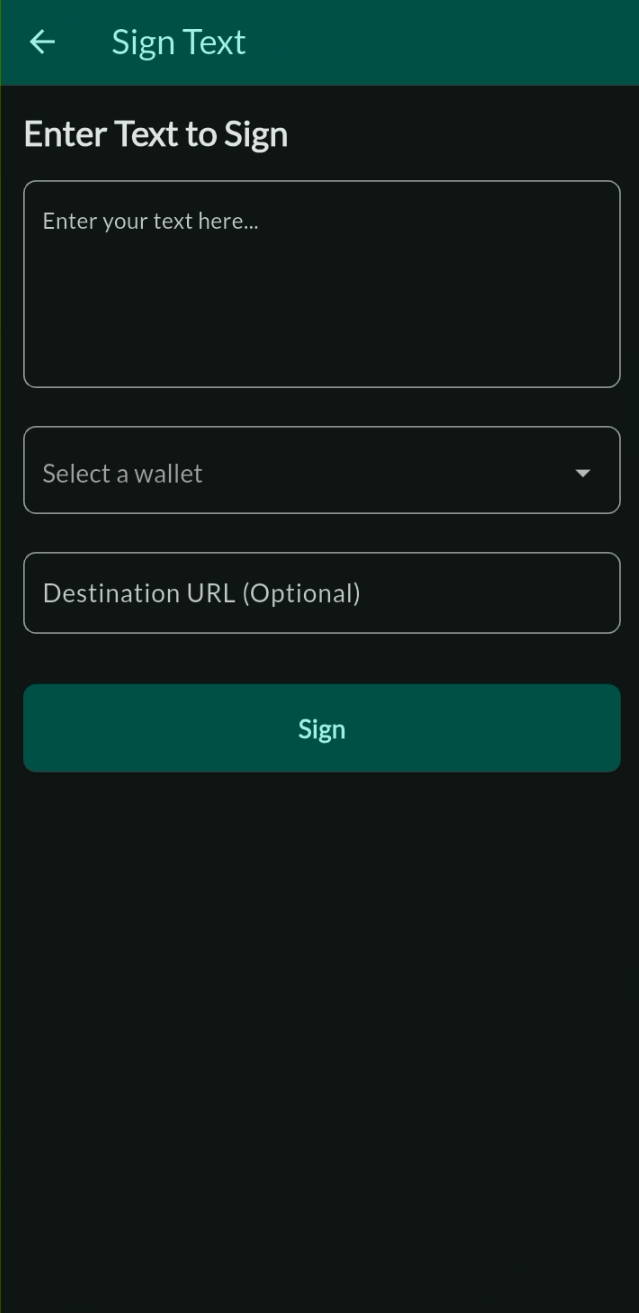 Sign Text
Enter Text to Sign
Enter your text here...
Select a wallet
Destination URL (Optional)
Sign